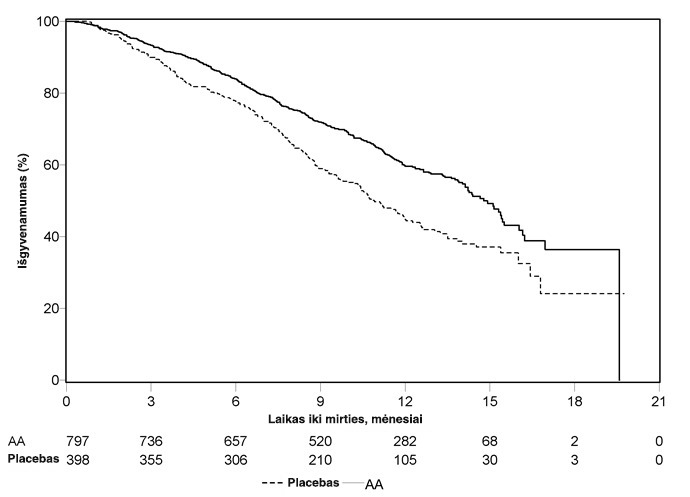 100
80
60
40
20
0
Išgyvenamumas (%)
0 3 6 9 12 15 18 21
Laikas iki mirties, mėnesiai
AA 797 736 657 520 282 68 2 0
Placebas 398 355 306 210 105 30 3 0
Placebas AA